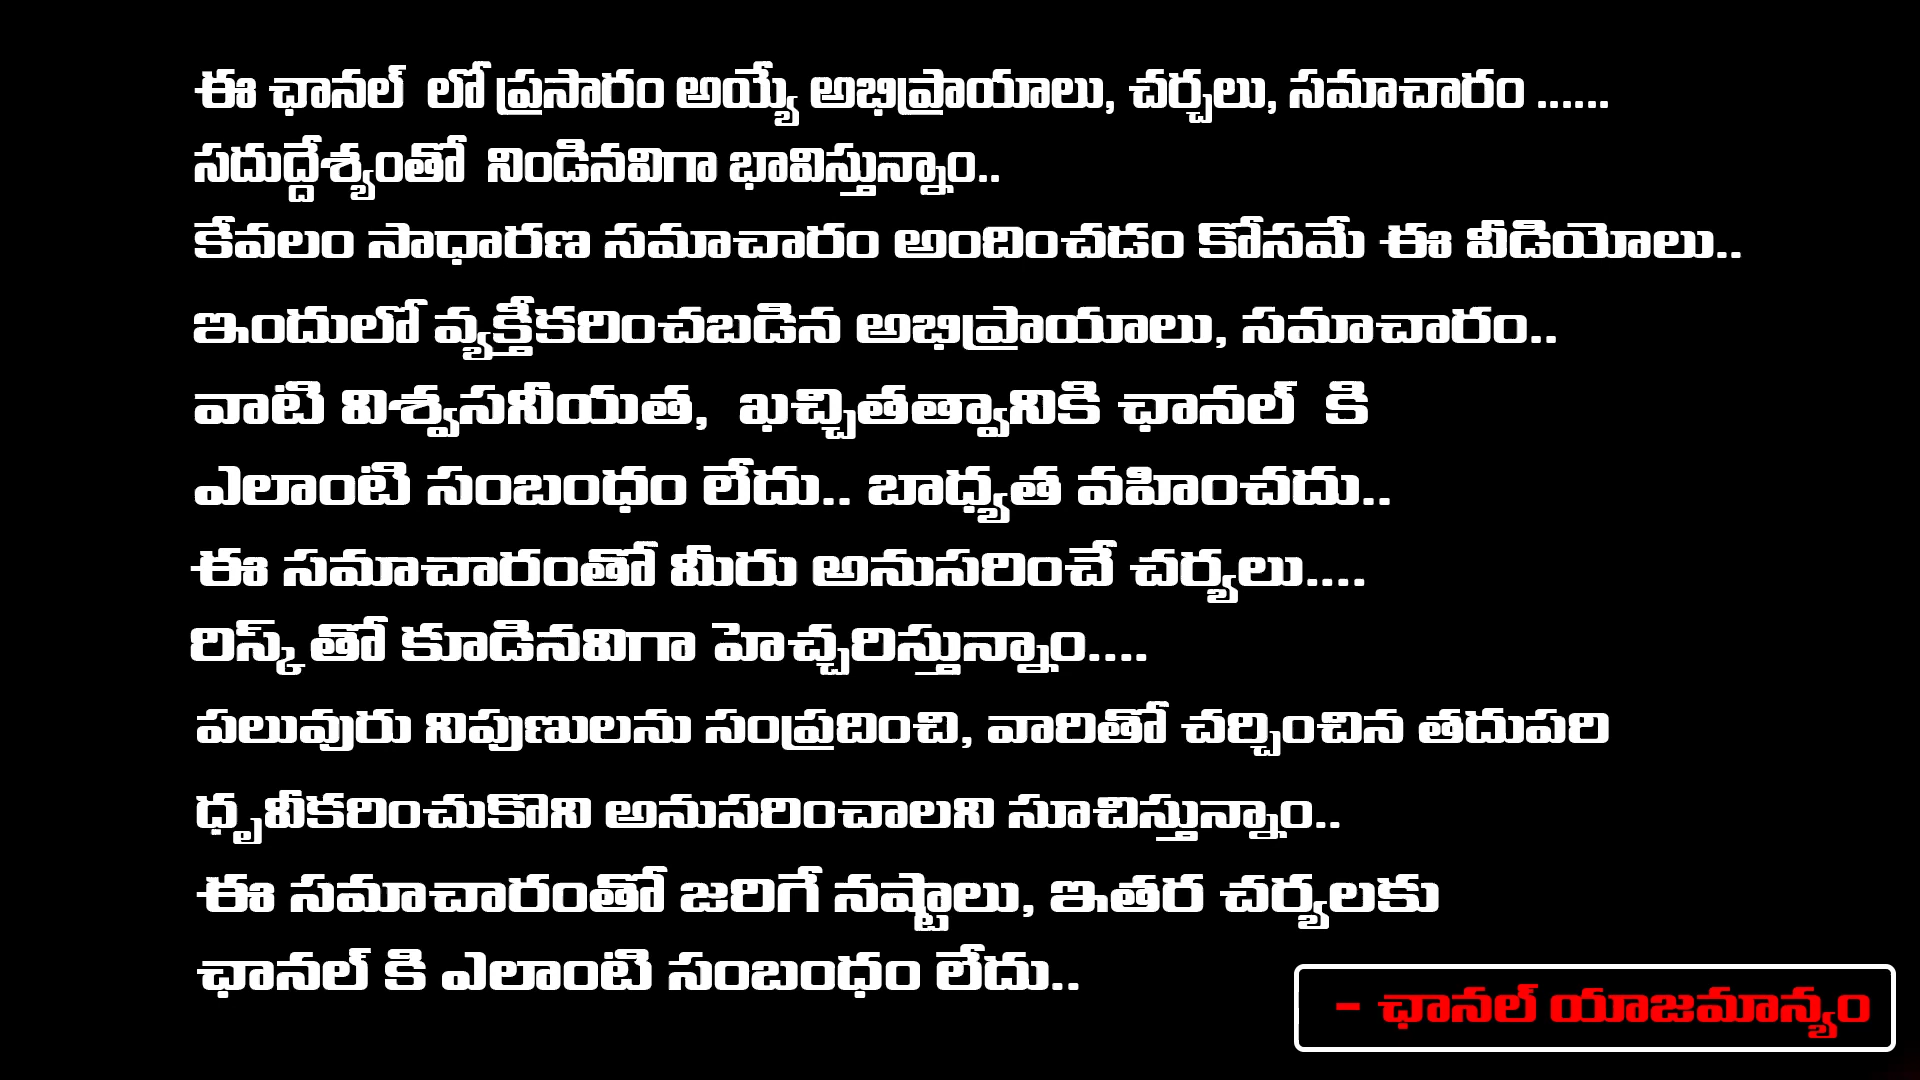 ఈ ఛానల్ లో ప్రసారం అయ్యే అభిప్రాయాలు, చర్చలు, సమాచారం ......
సదుద్దేశ్యంతో నిండినవిగా భావిస్తున్నాం..
కేవలం సాధారణ సమాచారం అందించడం కోసమే ఈ వీడియోలు..
ఇందులో వ్యక్తీకరించబడిన అభిప్రాయాలు, సమాచారం..
వాటి విశ్వసనీయత, ఖచ్చితత్వానికి ఛానల్ కి
ఎలాంటి సంబంధం లేదు.. బాధ్యత వహించదు..
ఈ సమాచారంతో మీరు అనుసరించే చర్యలు....
రిస్క్ తో కూడినవిగా హెచ్చరిస్తున్నాం....
పలువురు నిపుణులను సంప్రదించి, వారితో చర్చించిన తదుపరి
ధృవీకరించుకొని అనుసరించాలని సూచిస్తున్నాం..
ఈ సమాచారంతో జరిగే నష్టాలు, ఇతర చర్యలకు
ఛానల్ కి ఎలాంటి సంబంధం లేదు..
- ఛానల్ యాజమాన్యం